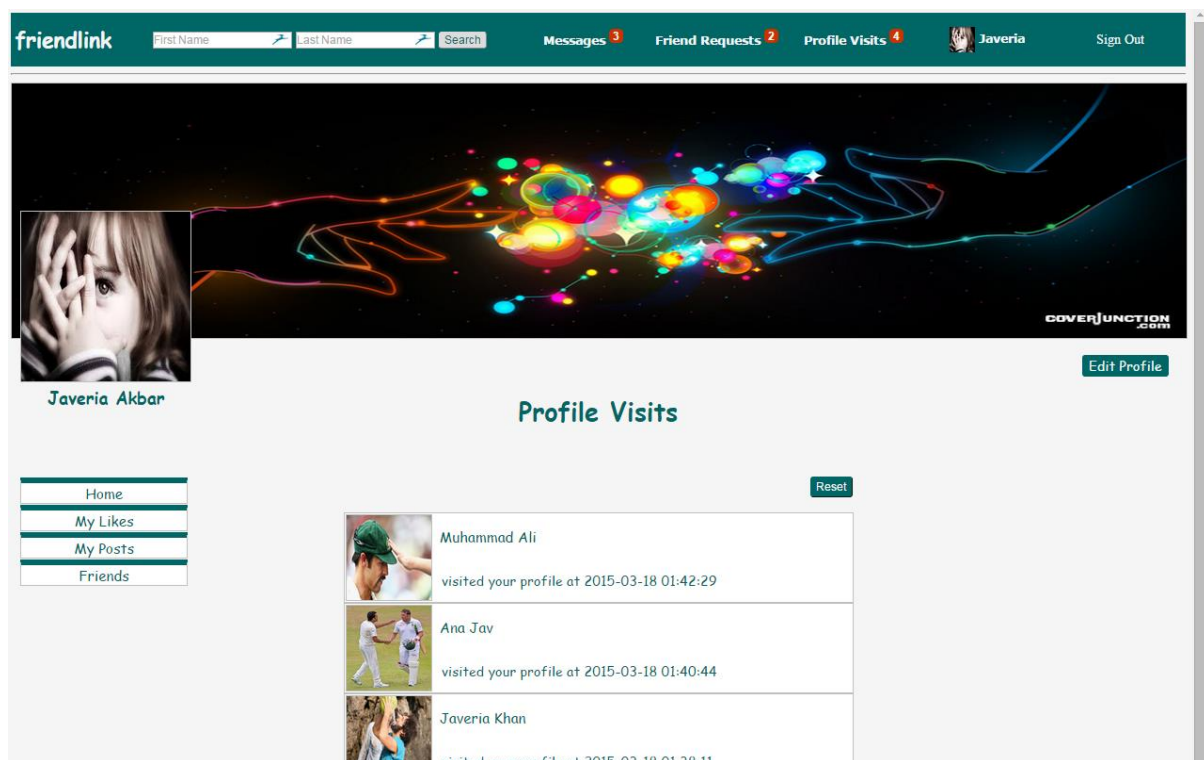 friendlink First Name Last Name Search Messages 3 Friend Requests 2 Profile Visits 4 Javeria Sign Out
COVERJUNCTION
.com
Edit Profile
Javeria Akbar
Profile Visits
Reset
Home
My Likes
My Posts
Friends
Muhammad Ali
visited your profile at 2015-03-18 01:42:29
Ana Jav
visited your profile at 2015-03-18 01:40:44
Javeria Khan